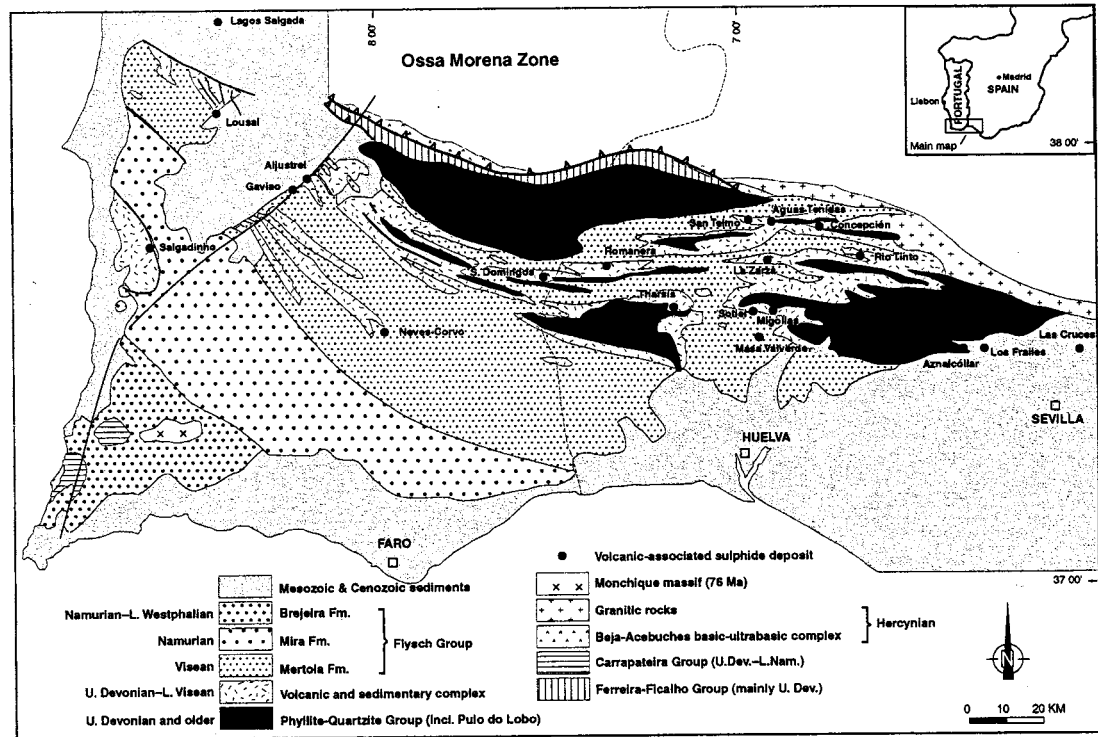 Lagos Salgada
8 00'
7 00'
Ossa Morena Zone
Madrid
SPAIN
PORTUGAL
Lisbon
Main map
38 00'
Lousal
Aljustrel
Gaviao
Salgadinho
San Telmo
Aguas Tenidas
Concepción
Romanera
S. Domingos
La Zarza
Rio Tinto
Tharsis
Sotiel
Migollas
Neves-Corvo
Masa Valverde
Las Cruces
Los Frailes
Aznalcóllar
SEVILLA
HUELVA
FARO
37 00'
Mesozoic & Cenozoic sediments
Namurian–L. Westphalian Brejeira Fm.
Namurian Mira Fm. Flysch Group
Visean Mertola Fm.
U. Devonian–L. Visean Volcanic and sedimentary complex
U. Devonian and older Phyllite-Quartzite Group (incl. Pulo do Lobo)
Volcanic-associated sulphide deposit
Monchique massif (76 Ma)
Granitic rocks
Hercynian
Beja-Acebuches basic-ultrabasic complex
Carrapateira Group (U.Dev.–L.Nam.)
Ferreira-Ficalho Group (mainly U. Dev.)
N
0 10 20 KM